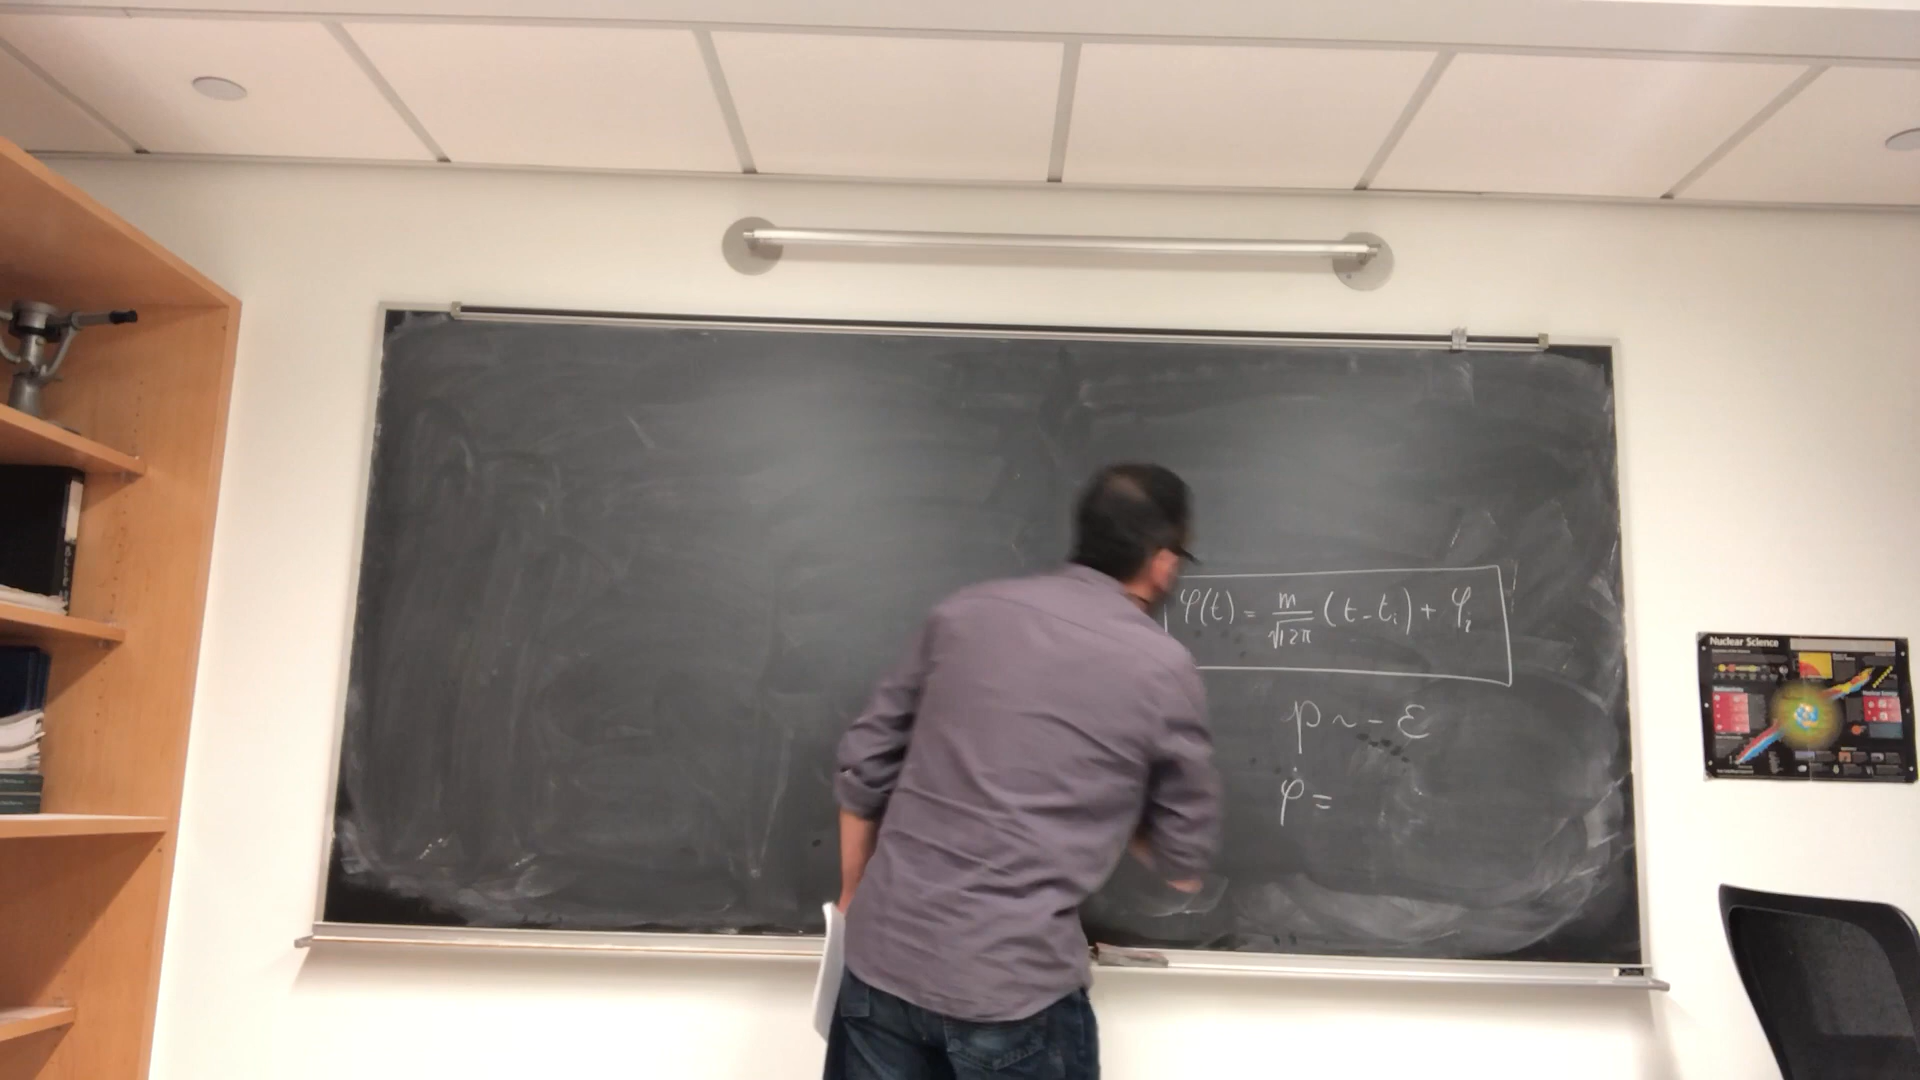 φ(t) = m/√12π (t - tᵢ) + φᵢ
p ~ - ε
φ̇ =
Nuclear Science